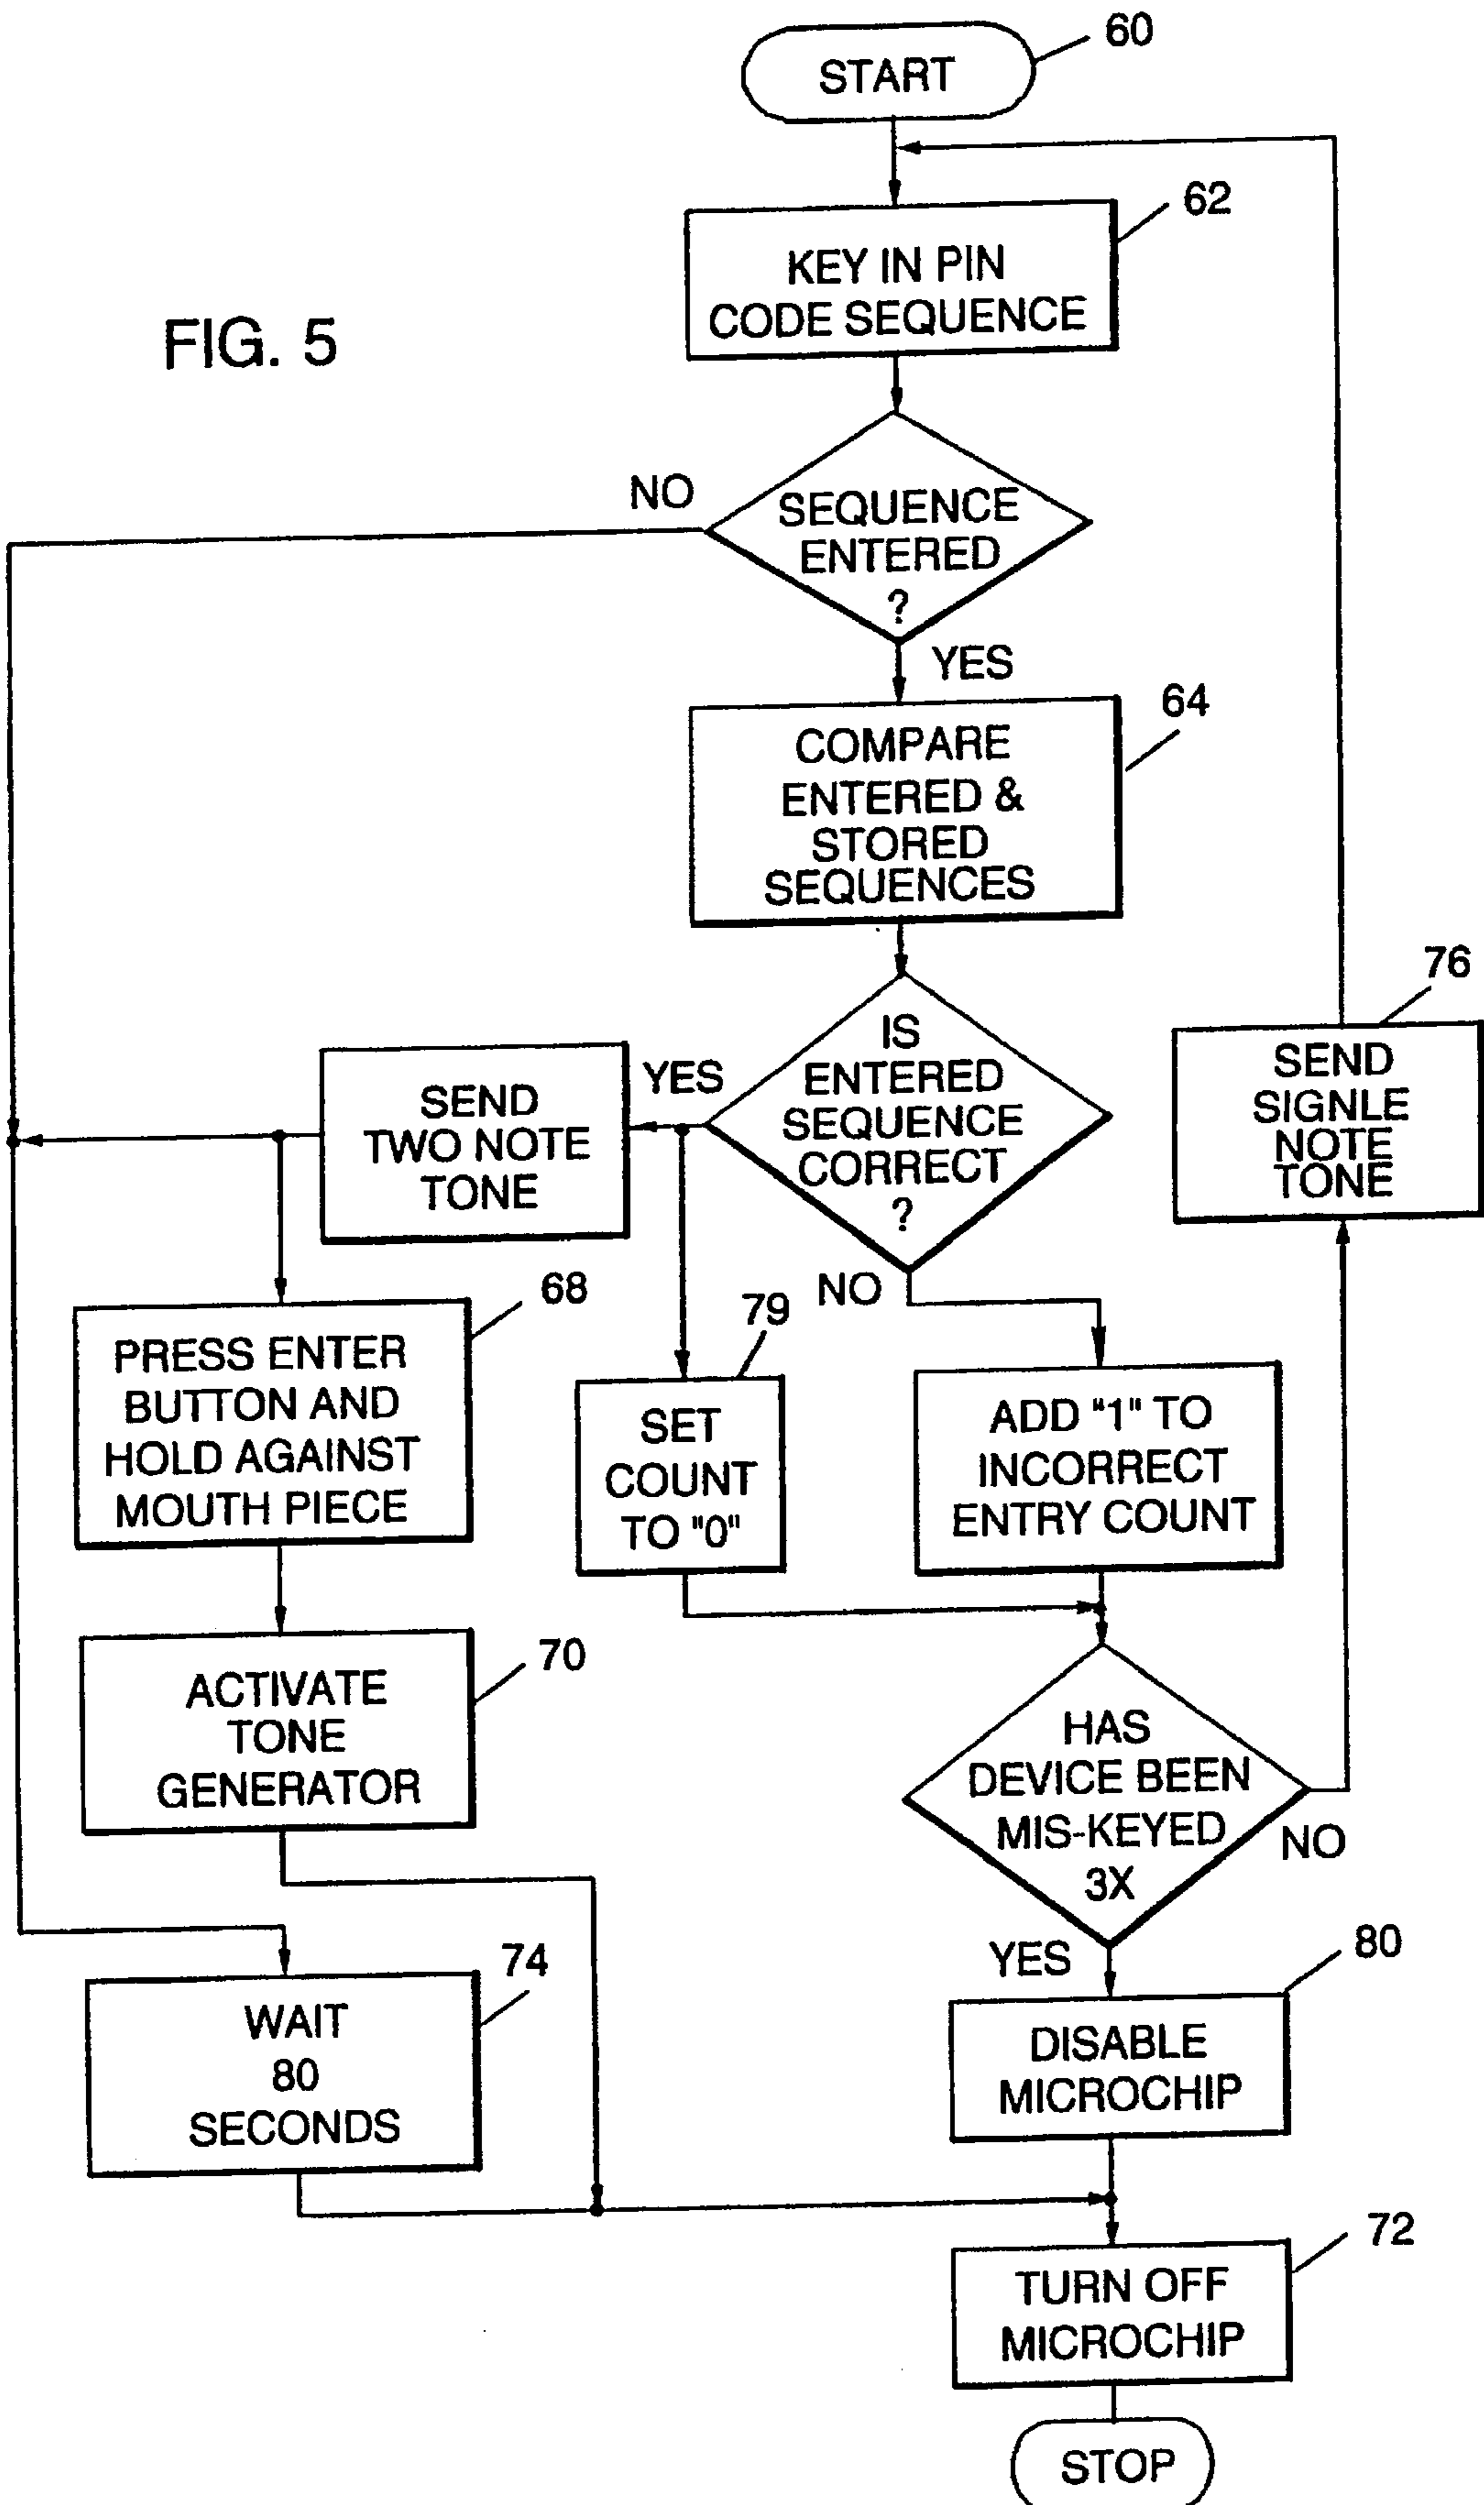 60
START
62
KEY IN PIN
CODE SEQUENCE
FIG. 5
NO
SEQUENCE
ENTERED
?
YES
64
COMPARE
ENTERED &
STORED
SEQUENCES
76
SEND
SIGNLE
NOTE
TONE
IS
ENTERED
SEQUENCE
CORRECT
?
YES
SEND
TWO NOTE
TONE
NO
68
PRESS ENTER
BUTTON AND
HOLD AGAINST
MOUTH PIECE
79
SET
COUNT
TO "0"
ADD "1" TO
INCORRECT
ENTRY COUNT
70
ACTIVATE
TONE
GENERATOR
HAS
DEVICE BEEN
MIS-KEYED
3X
NO
YES
74
WAIT
80
SECONDS
80
DISABLE
MICROCHIP
72
TURN OFF
MICROCHIP
STOP